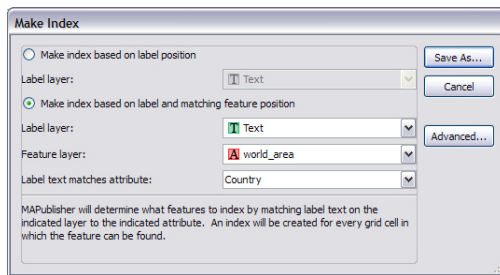 Make Index
Make index based on label position
Save As...
Label layer:
T Text
Cancel
Make index based on label and matching feature position
Label layer:
T Text
Advanced...
Feature layer:
A world_area
Label text matches attribute:
Country
MAPublisher will determine what features to index by matching label text on the
indicated layer to the indicated attribute. An index will be created for every grid cell in
which the feature can be found.